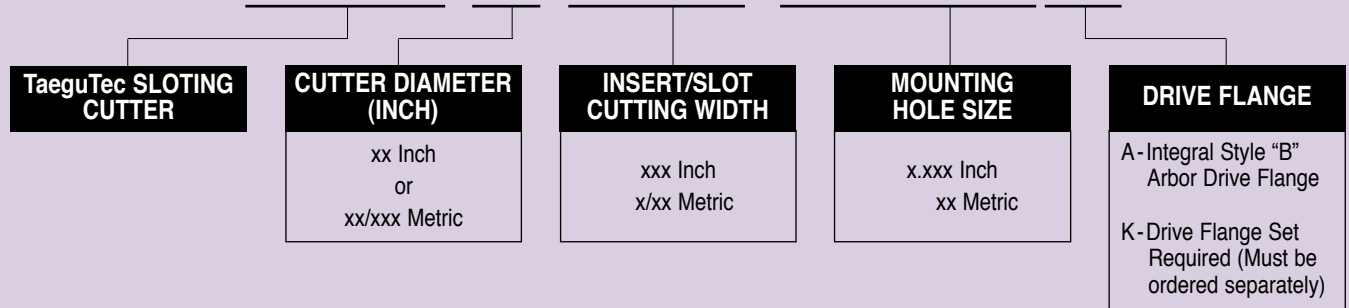 TaeguTec SLOTING
CUTTER
CUTTER DIAMETER
(INCH)
xx Inch
or
xx/xxx Metric
INSERT/SLOT
CUTTING WIDTH
xxx Inch
x/xx Metric
MOUNTING
HOLE SIZE
x.xxx Inch
xx Metric
DRIVE FLANGE
A-Integral Style “B”
Arbor Drive Flange
K-Drive Flange Set
Required (Must be
ordered separately)